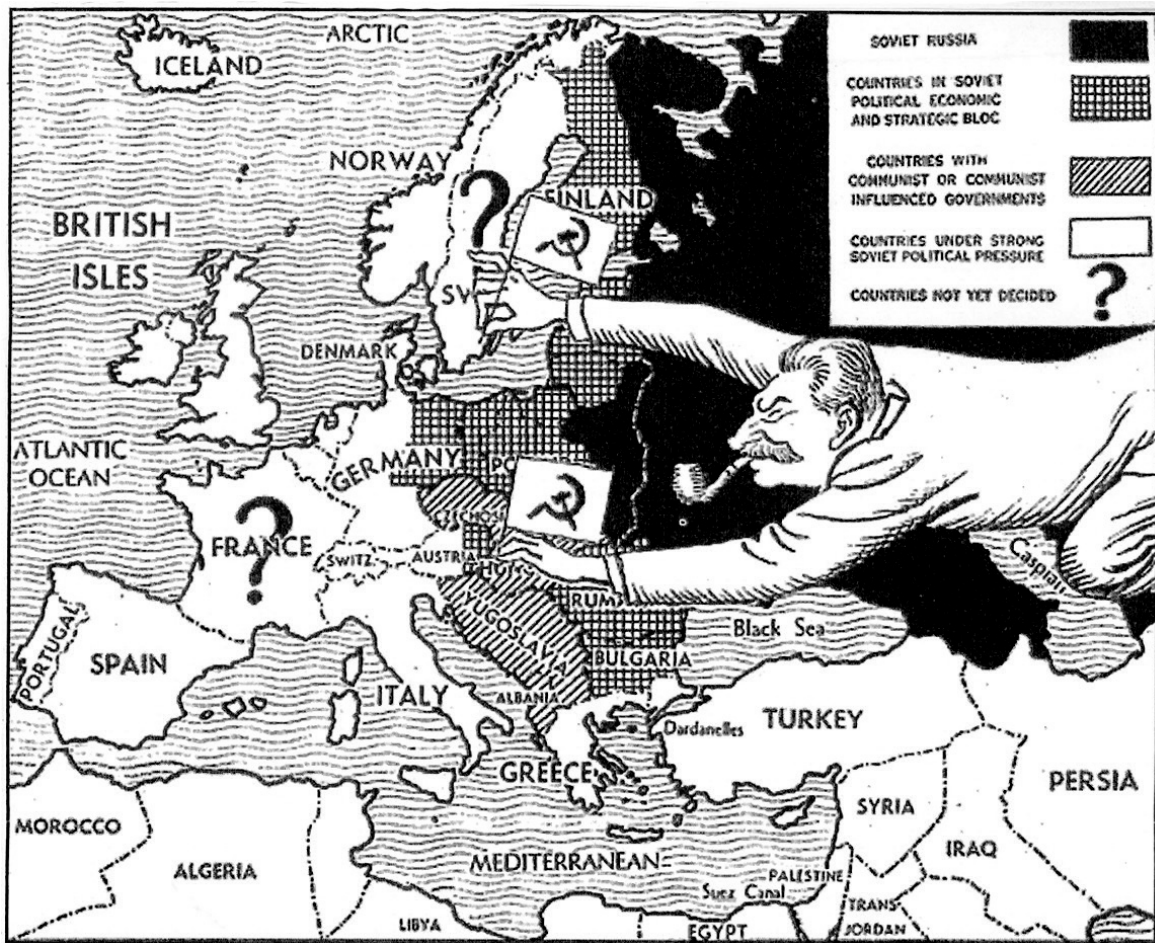 ARCTIC
ICELAND
SOVIET RUSSIA
COUNTRIES IN SOVIET
POLITICAL ECONOMIC
AND STRATEGIC BLOC
COUNTRIES WITH
COMMUNIST OR COMMUNIST
INFLUENCED GOVERNMENTS
COUNTRIES UNDER STRONG
SOVIET POLITICAL PRESSURE
COUNTRIES NOT YET DECIDED
?
NORWAY
?
FINLAND
BRITISH
ISLES
SW
DENMARK
ATLANTIC
OCEAN
GERMANY
PO
?
FRANCE
CZECHO
SWITZ.
AUSTRIA
HU
Caspian
RUM
YUGOSLAVIA
Black Sea
BULGARIA
PORTUGAL
SPAIN
ITALY
ALBANIA
TURKEY
Dardanelles
GREECE
PERSIA
SYRIA
MOROCCO
ALGERIA
MEDITERRANEAN
IRAQ
PALESTINE
Suez Canal
TRANS
JORDAN
LIBYA
EGYPT